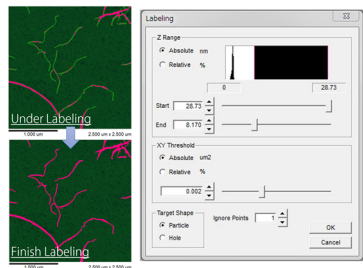 Under Labeling
1.000 um 2.500 um x 2.500 um
Finish Labeling
1.000 um 2.500 um x 2.500 um
Labeling
Z Range
Absolute nm
Relative %
0 28.73
Start 28.73
End 8.170
XY Threshold
Absolute um2
Relative %
0.002
Target Shape
Particle
Hole
Ignore Points 1
OK
Cancel